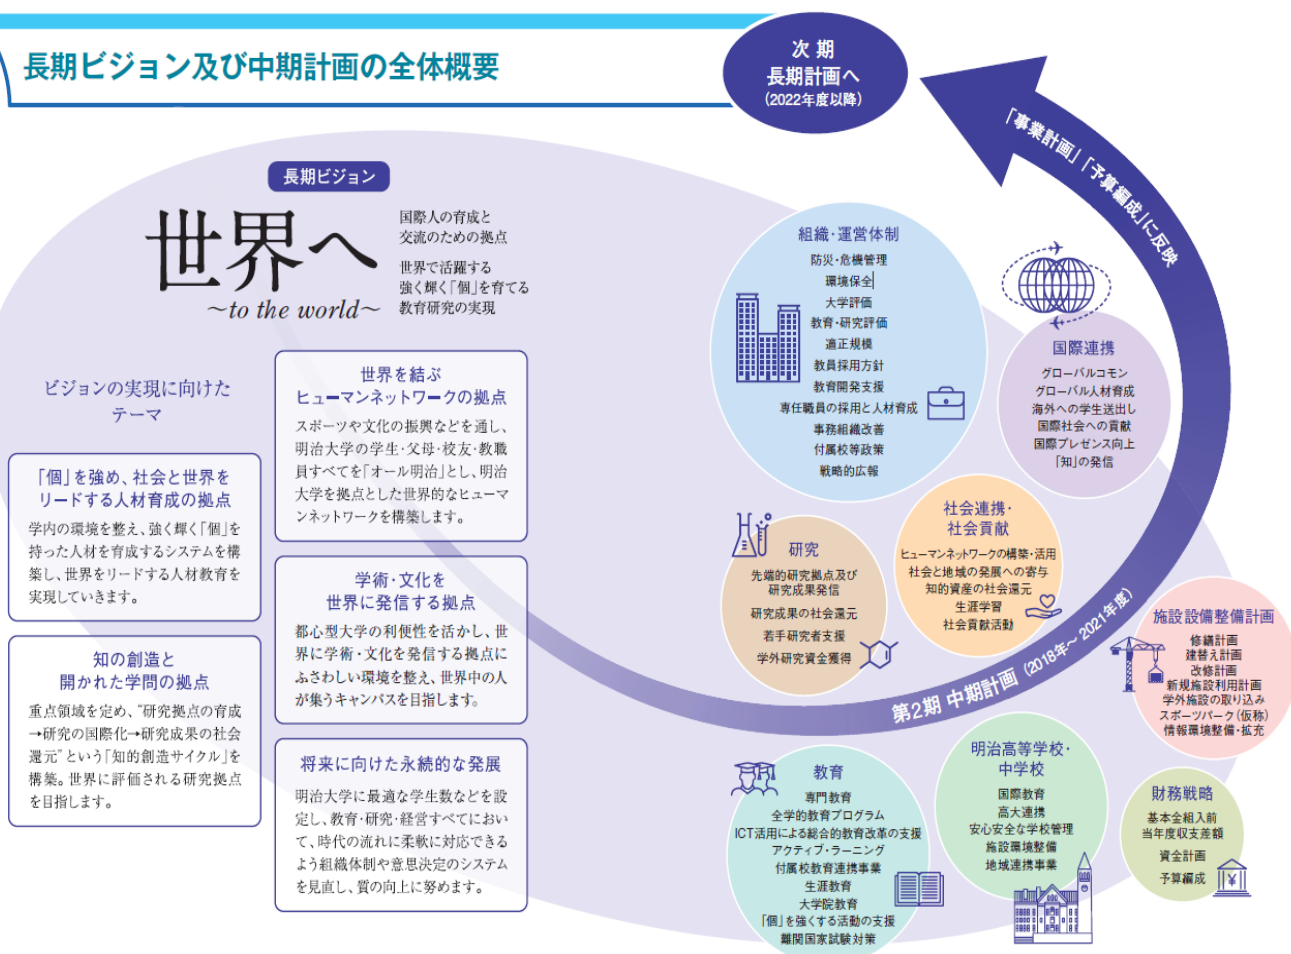 長期ビジョン及び中期計画の全体概要
次 期
長期計画へ
(2022年度以降)
「事業計画」「予算編成」に反映
長期ビジョン
世界へ
～to the world～
国際人の育成と
交流のための拠点
世界で活躍する
強く輝く「個」を育てる
教育研究の実現
ビジョンの実現に向けた
テーマ
「個」を強め、社会と世界を
リードする人材育成の拠点
学内の環境を整え、強く輝く「個」を
持った人材を育成するシステムを構
築し、世界をリードする人材教育を
実現していきます。
知の創造と
開かれた学問の拠点
重点領域を定め、“研究拠点の育成
→研究の国際化→研究成果の社会
還元”という「知的創造サイクル」を
構築。世界に評価される研究拠点
を目指します。
世界を結ぶ
ヒューマンネットワークの拠点
スポーツや文化の振興などを通し、
明治大学の学生・父母・校友・教職
員すべてを「オール明治」とし、明治
大学を拠点とした世界的なヒューマ
ンネットワークを構築します。
学術・文化を
世界に発信する拠点
都心型大学の利便性を活かし、世
界に学術・文化を発信する拠点に
ふさわしい環境を整え、世界中の人
が集うキャンパスを目指します。
将来に向けた永続的な発展
明治大学に最適な学生数などを設
定し、教育・研究・経営すべてにおい
て、時代の流れに柔軟に対応できる
よう組織体制や意思決定のシステム
を見直し、質の向上に努めます。
組織・運営体制
防災・危機管理
環境保全
大学評価
教育・研究評価
適正規模
教員採用方針
教育開発支援
専任職員の採用と人材育成
事務組織改善
付属校等政策
戦略的広報
国際連携
グローバルコモン
グローバル人材育成
海外への学生送出し
国際社会への貢献
国際プレゼンス向上
「知」の発信
社会連携・
社会貢献
ヒューマンネットワークの構築・活用
社会と地域の発展への寄与
知的資産の社会還元
生涯学習
社会貢献活動
研究
先端的研究拠点及び
研究成果発信
研究成果の社会還元
若手研究者支援
学外研究資金獲得
第2期 中期計画 (2018年～2021年度)
施設設備整備計画
修繕計画
建替え計画
改修計画
新規施設利用計画
学外施設の取り込み
スポーツパーク(仮称)
情報環境整備・拡充
教育
専門教育
全学的教育プログラム
ICT活用による総合的教育改革の支援
アクティブ・ラーニング
付属校教育連携事業
生涯教育
大学院教育
「個」を強くする活動の支援
難関国家試験対策
明治高等学校・
中学校
国際教育
高大連携
安心安全な学校管理
施設環境整備
地域連携事業
財務戦略
基本金組入前
当年度収支差額
資金計画
予算編成
¥